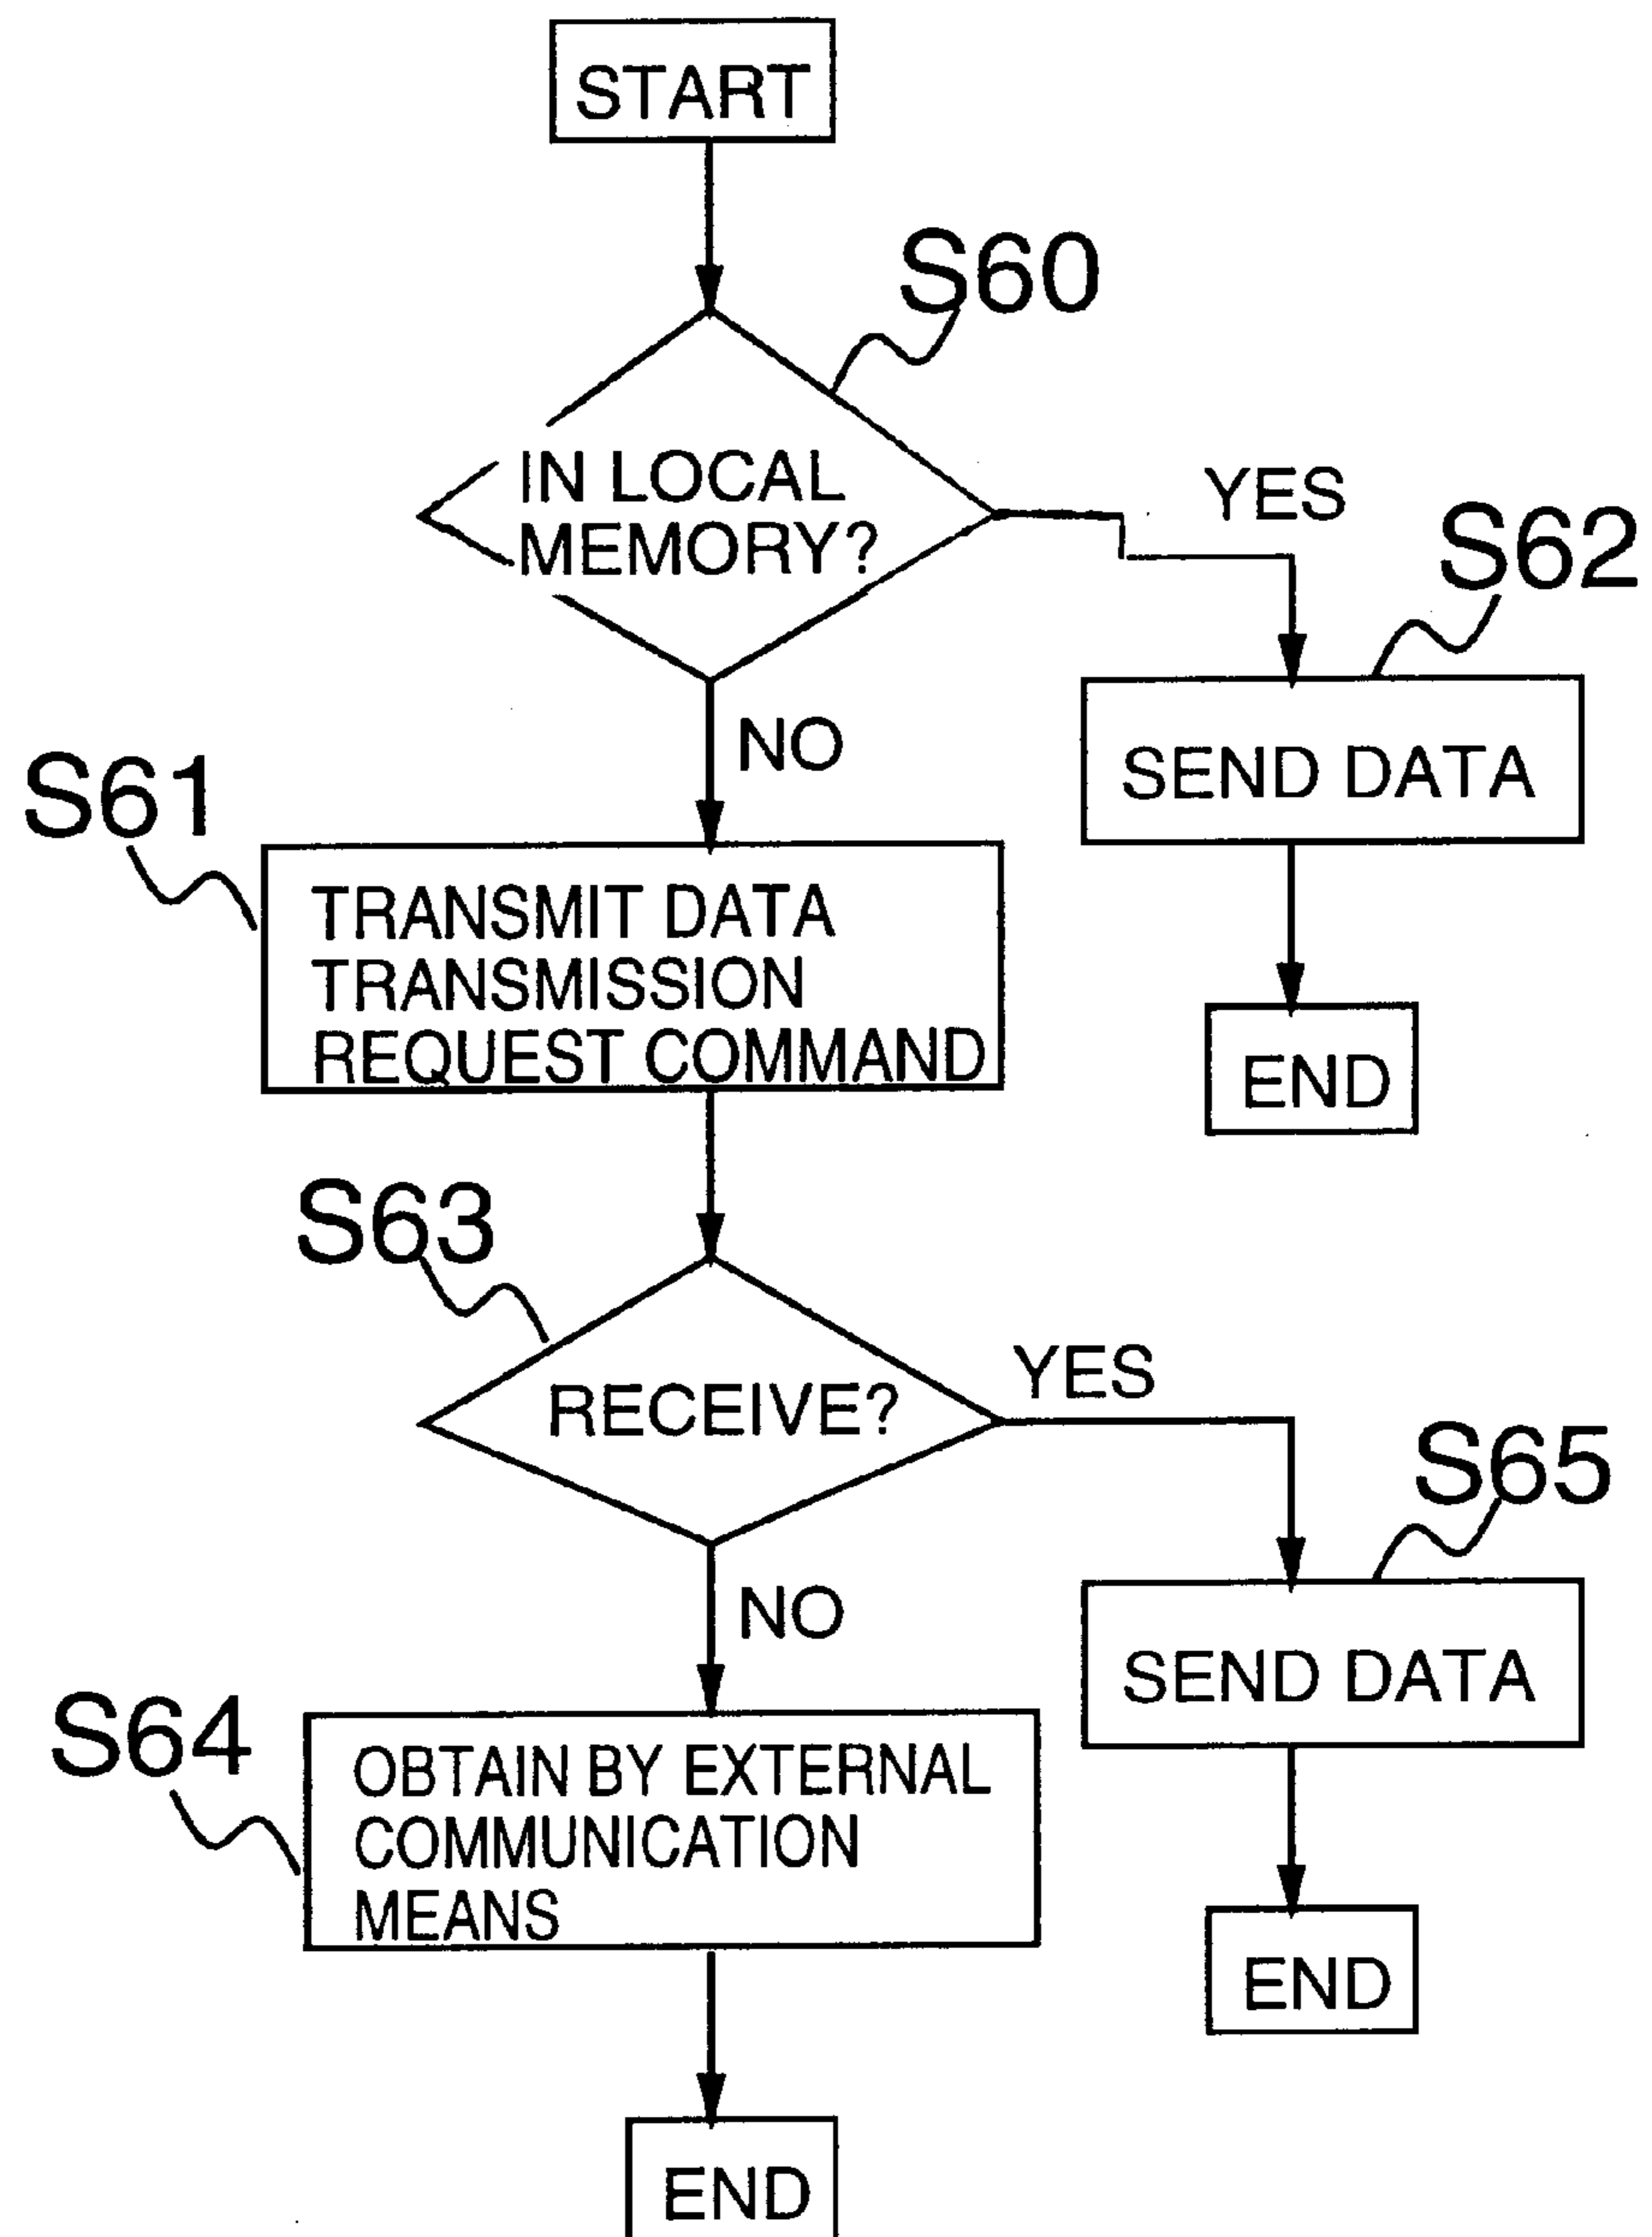 START
S60
IN LOCAL
MEMORY?
YES
S62
SEND DATA
END
NO
S61
TRANSMIT DATA
TRANSMISSION
REQUEST COMMAND
S63
RECEIVE?
YES
S65
SEND DATA
END
NO
S64
OBTAIN BY EXTERNAL
COMMUNICATION
MEANS
END